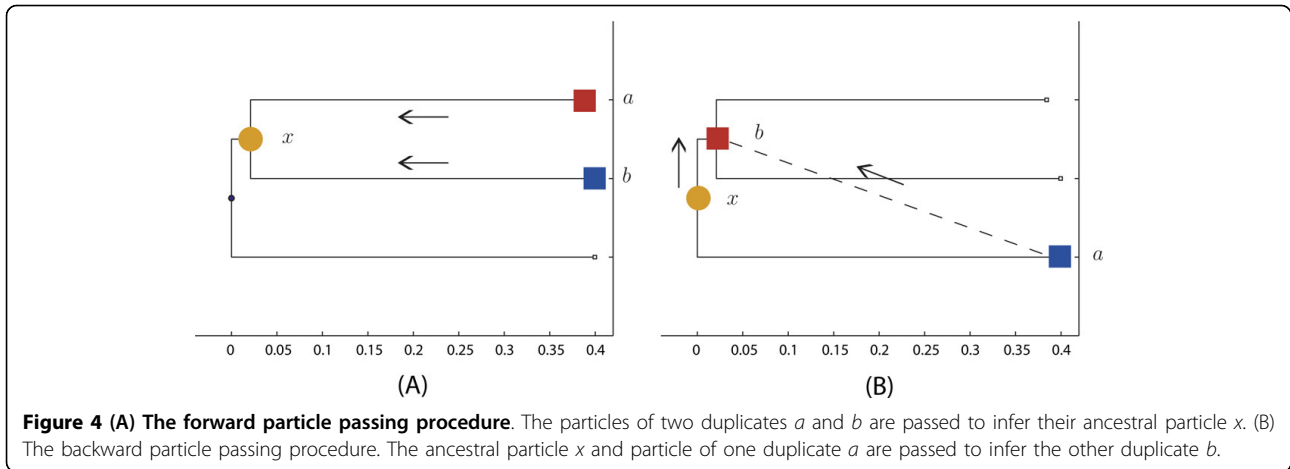 a
x
b
0 0.05 0.1 0.15 0.2 0.25 0.3 0.35 0.4
(A)
b
x
a
0 0.05 0.1 0.15 0.2 0.25 0.3 0.35 0.4
(B)
Figure 4 (A) The forward particle passing procedure. The particles of two duplicates a and b are passed to infer their ancestral particle x. (B)
The backward particle passing procedure. The ancestral particle x and particle of one duplicate a are passed to infer the other duplicate b.